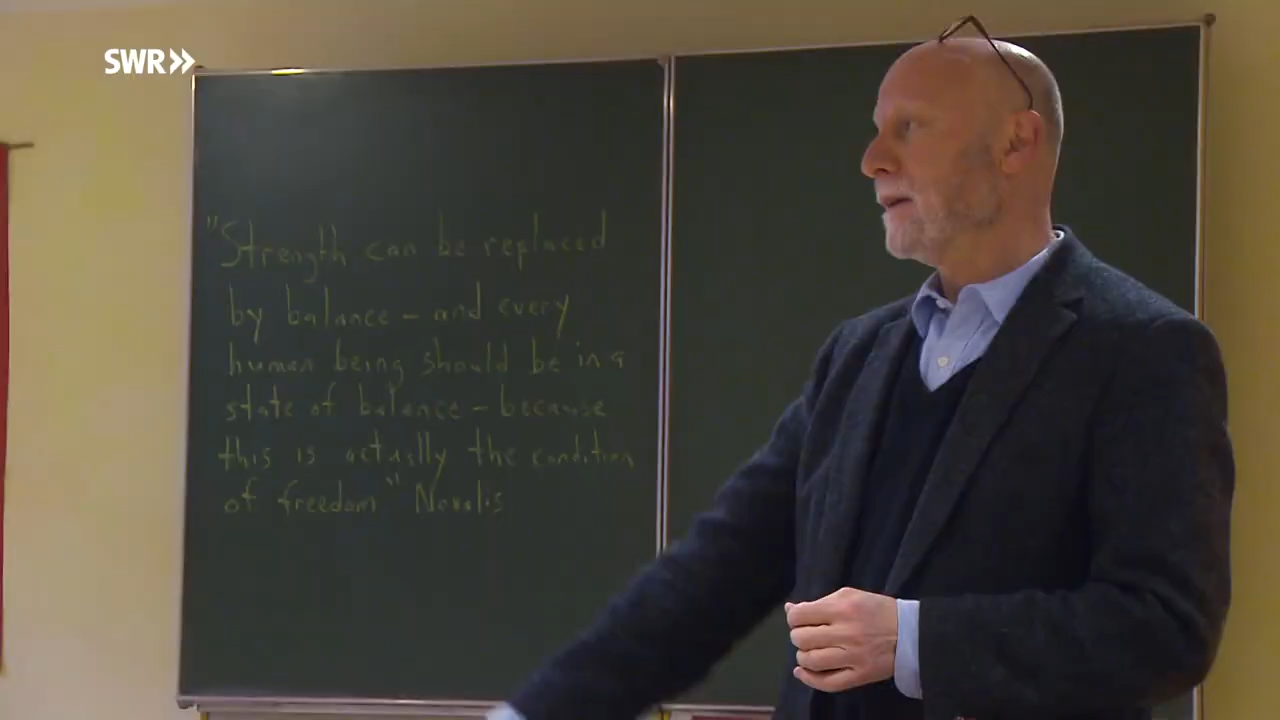 SWR
"Strength can be replaced
by balance – and every
human being should be in a
state of balance – because
this is actually the condition
of freedom" Novalis